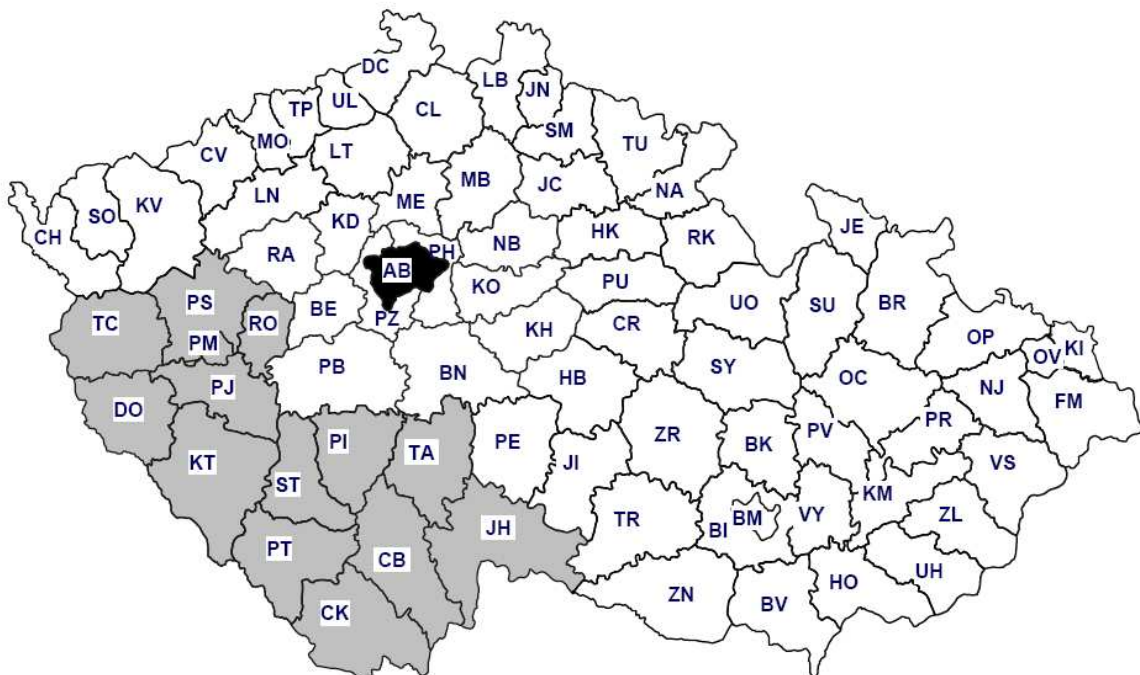 DC
LB
JN
UL
TP
CL
SM
MO
TU
CV
LT
MB
JC
NA
LN
ME
SO
KV
KD
CH
HK
RK
JE
NB
PH
RA
AB
KO
PU
UO
SU
BR
PS
TC
RO
BE
PZ
KH
CR
OP
PM
OV
KI
PB
BN
HB
SY
OC
NJ
FM
PJ
DO
PI
TA
PE
ZR
BK
PV
PR
VS
KT
ST
JI
KM
TR
BI
BM
VY
ZL
JH
PT
CB
UH
HO
ZN
BV
CK